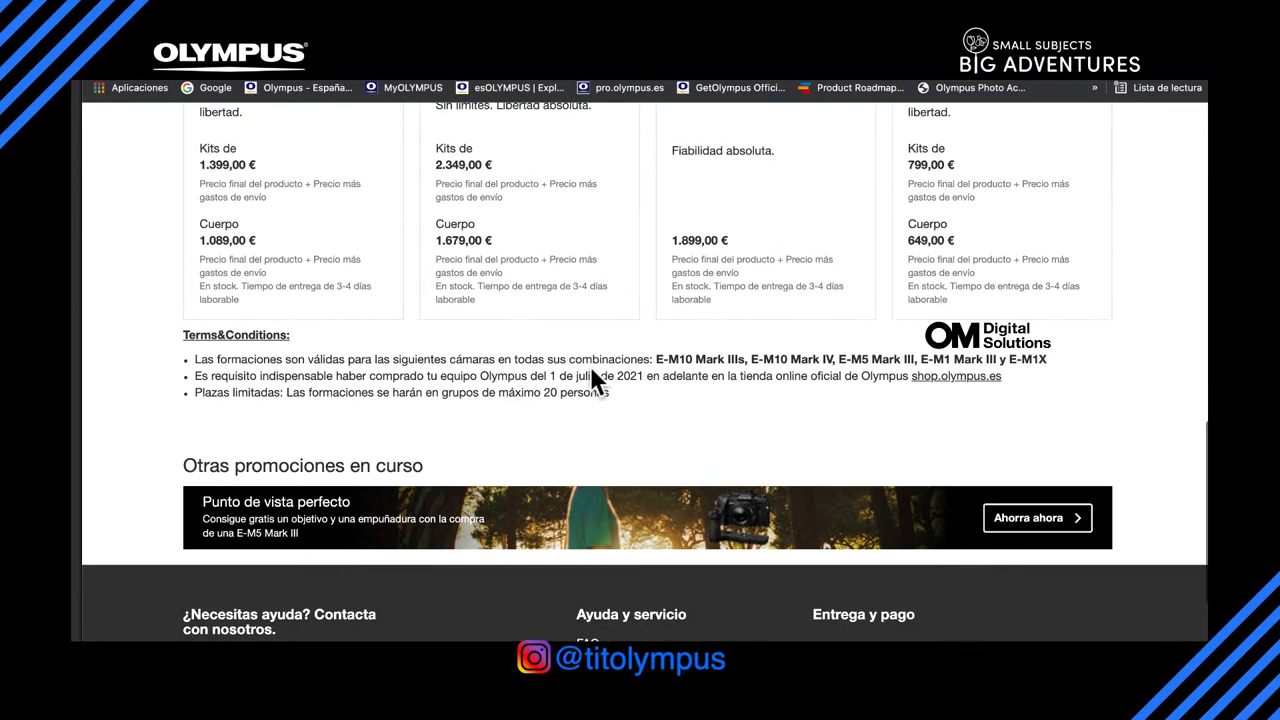 OLYMPUS
SMALL SUBJECTS
BIG ADVENTURES
Aplicaciones
Google
Olympus - España...
MyOLYMPUS
esOLYMPUS | Expl...
pro.olympus.es
GetOlympus Offici...
Product Roadmap...
Olympus Photo Ac...
»
Lista de lectura
libertad.
Kits de
1.399,00 €
Precio final del producto + Precio más
gastos de envío
Cuerpo
1.089,00 €
Precio final del producto + Precio más
gastos de envío
En stock. Tiempo de entrega de 3-4 días
laborable
Sin límites. Libertad absoluta.
Kits de
2.349,00 €
Precio final del producto + Precio más
gastos de envío
Cuerpo
1.679,00 €
Precio final del producto + Precio más
gastos de envío
En stock. Tiempo de entrega de 3-4 días
laborable
Fiabilidad absoluta.
1.899,00 €
Precio final del producto + Precio más
gastos de envío
En stock. Tiempo de entrega de 3-4 días
laborable
libertad.
Kits de
799,00 €
Precio final del producto + Precio más
gastos de envío
Cuerpo
649,00 €
Precio final del producto + Precio más
gastos de envío
En stock. Tiempo de entrega de 3-4 días
laborable
OM Digital
Solutions
Terms&Conditions:
• Las formaciones son válidas para las siguientes cámaras en todas sus combinaciones: E-M10 Mark IIIs, E-M10 Mark IV, E-M5 Mark III, E-M1 Mark III y E-M1X
• Es requisito indispensable haber comprado tu equipo Olympus del 1 de julio de 2021 en adelante en la tienda online oficial de Olympus shop.olympus.es
• Plazas limitadas: Las formaciones se harán en grupos de máximo 20 personas
Otras promociones en curso
Punto de vista perfecto
Consigue gratis un objetivo y una empuñadura con la compra
de una E-M5 Mark III
Ahorra ahora
¿Necesitas ayuda? Contacta
con nosotros.
Ayuda y servicio
FAQ
Entrega y pago
@titolympus